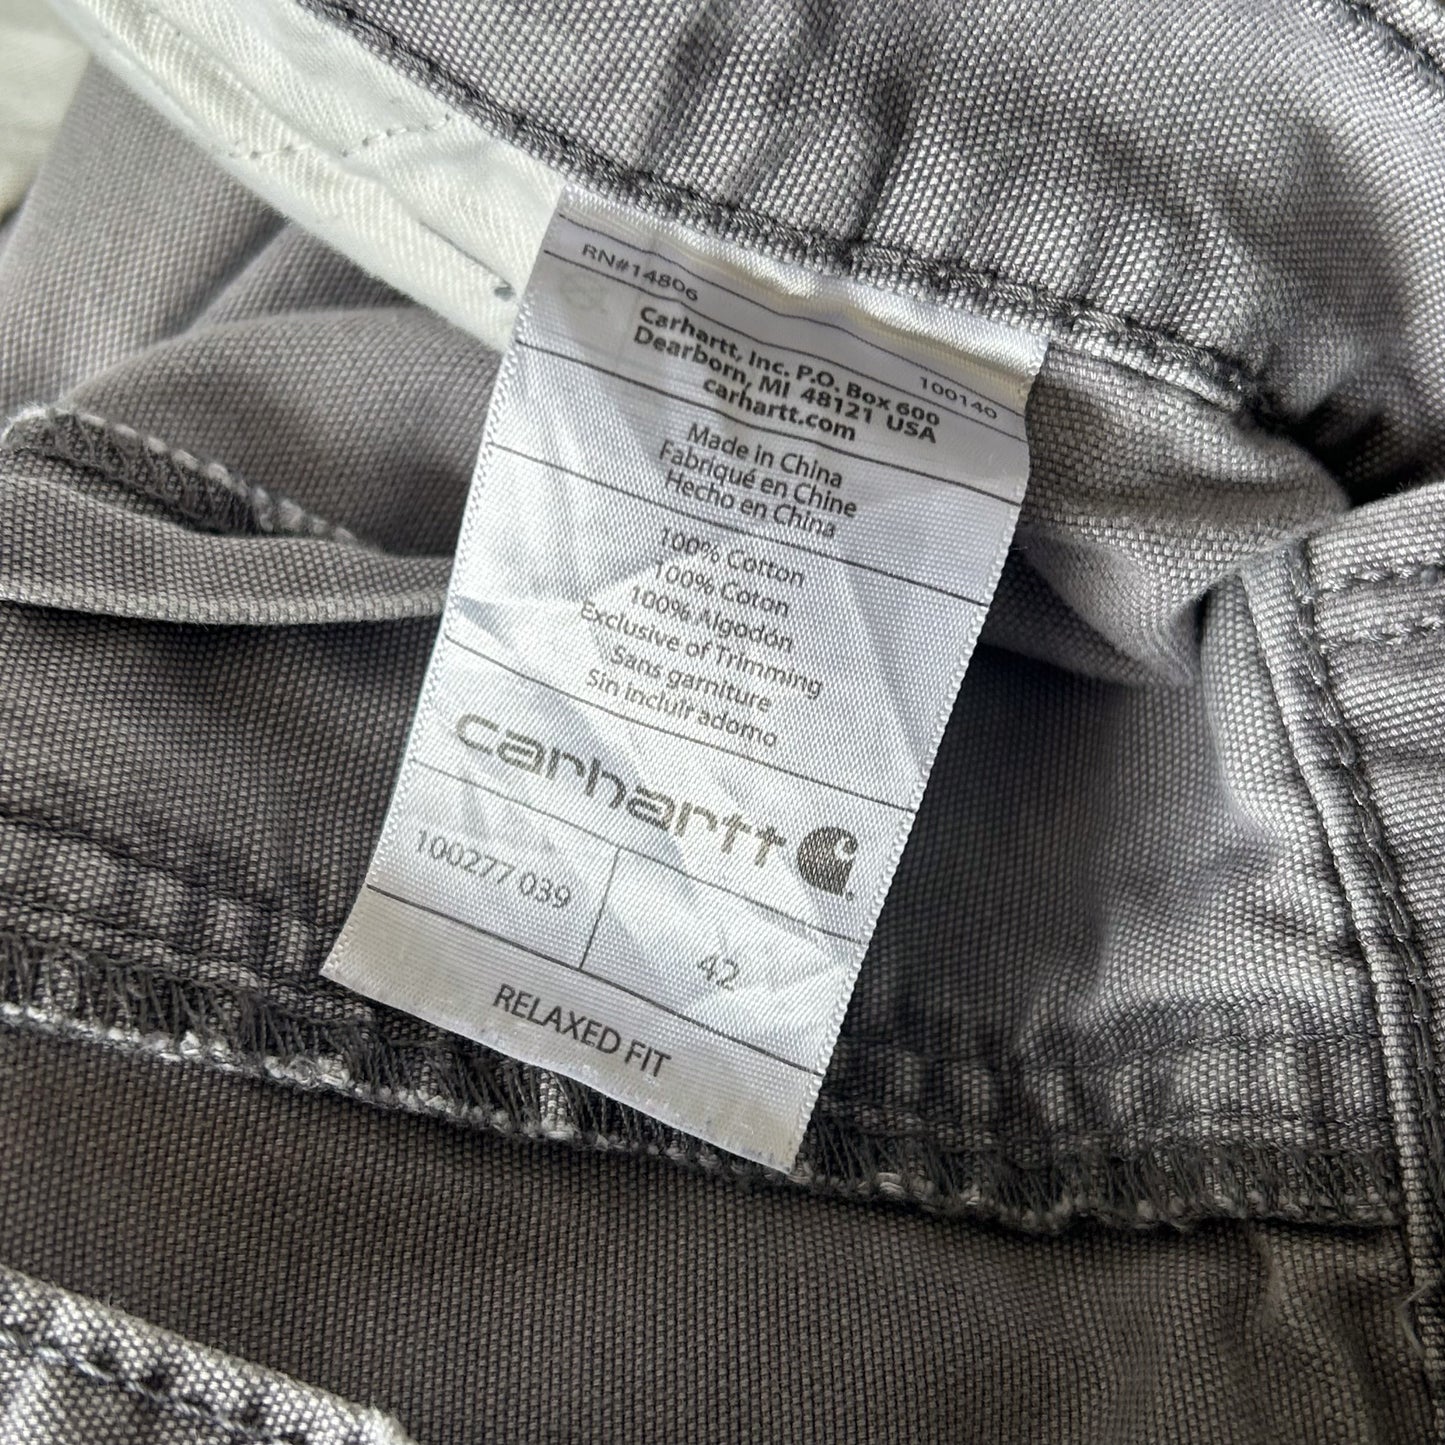 RN#14806 100140
Carhartt, Inc. P.O. Box 600
Dearborn, MI 48121 USA
carhartt.com
Made in China
Fabriqué en Chine
Hecho en China
100% Cotton
100% Coton
100% Algodón
Exclusive of Trimming
Sans garniture
Sin incluir adorno
carhartt
100277 039
42
RELAXED FIT